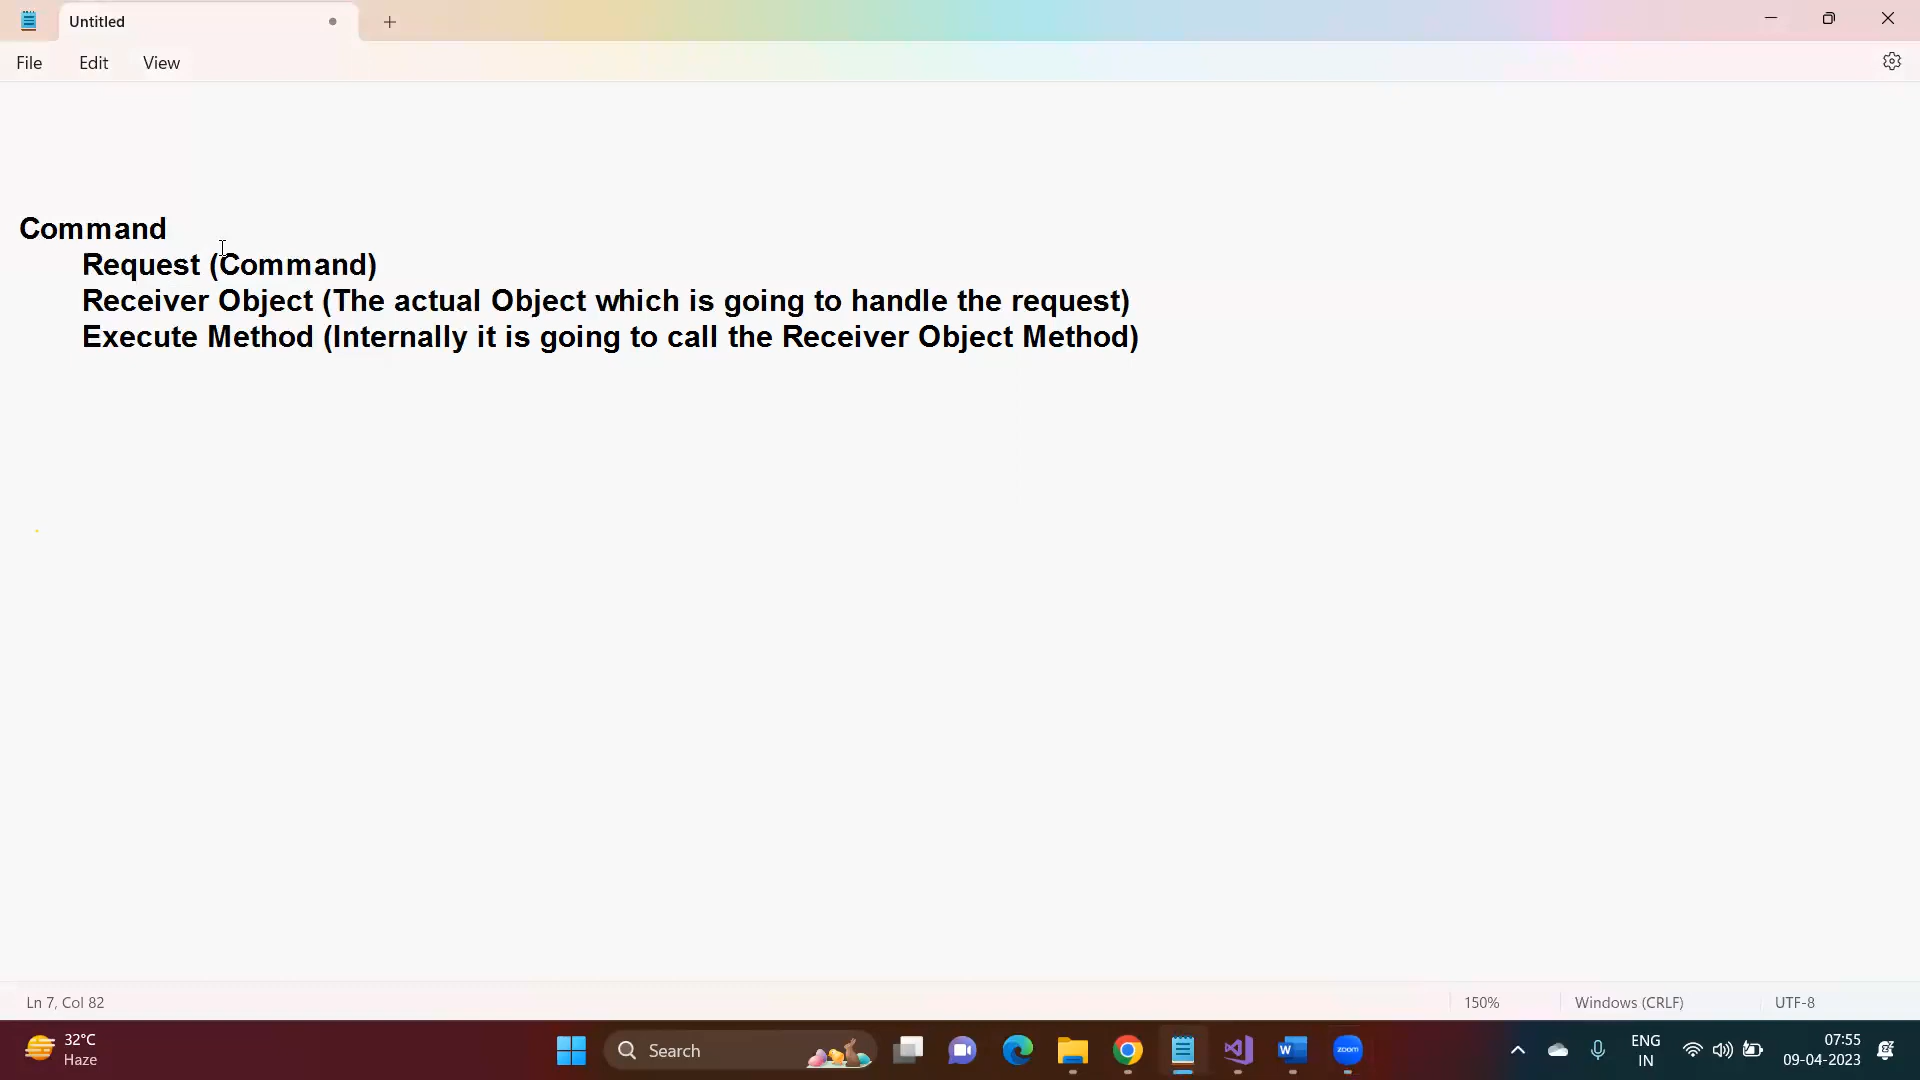 Untitled
File Edit View
Command
Request (Command)
Receiver Object (The actual Object which is going to handle the request)
Execute Method (Internally it is going to call the Receiver Object Method)
Ln 7, Col 82 150% Windows (CRLF) UTF-8
32°C
Haze
Search
W
zoom
ENG
IN
07:55
09-04-2023